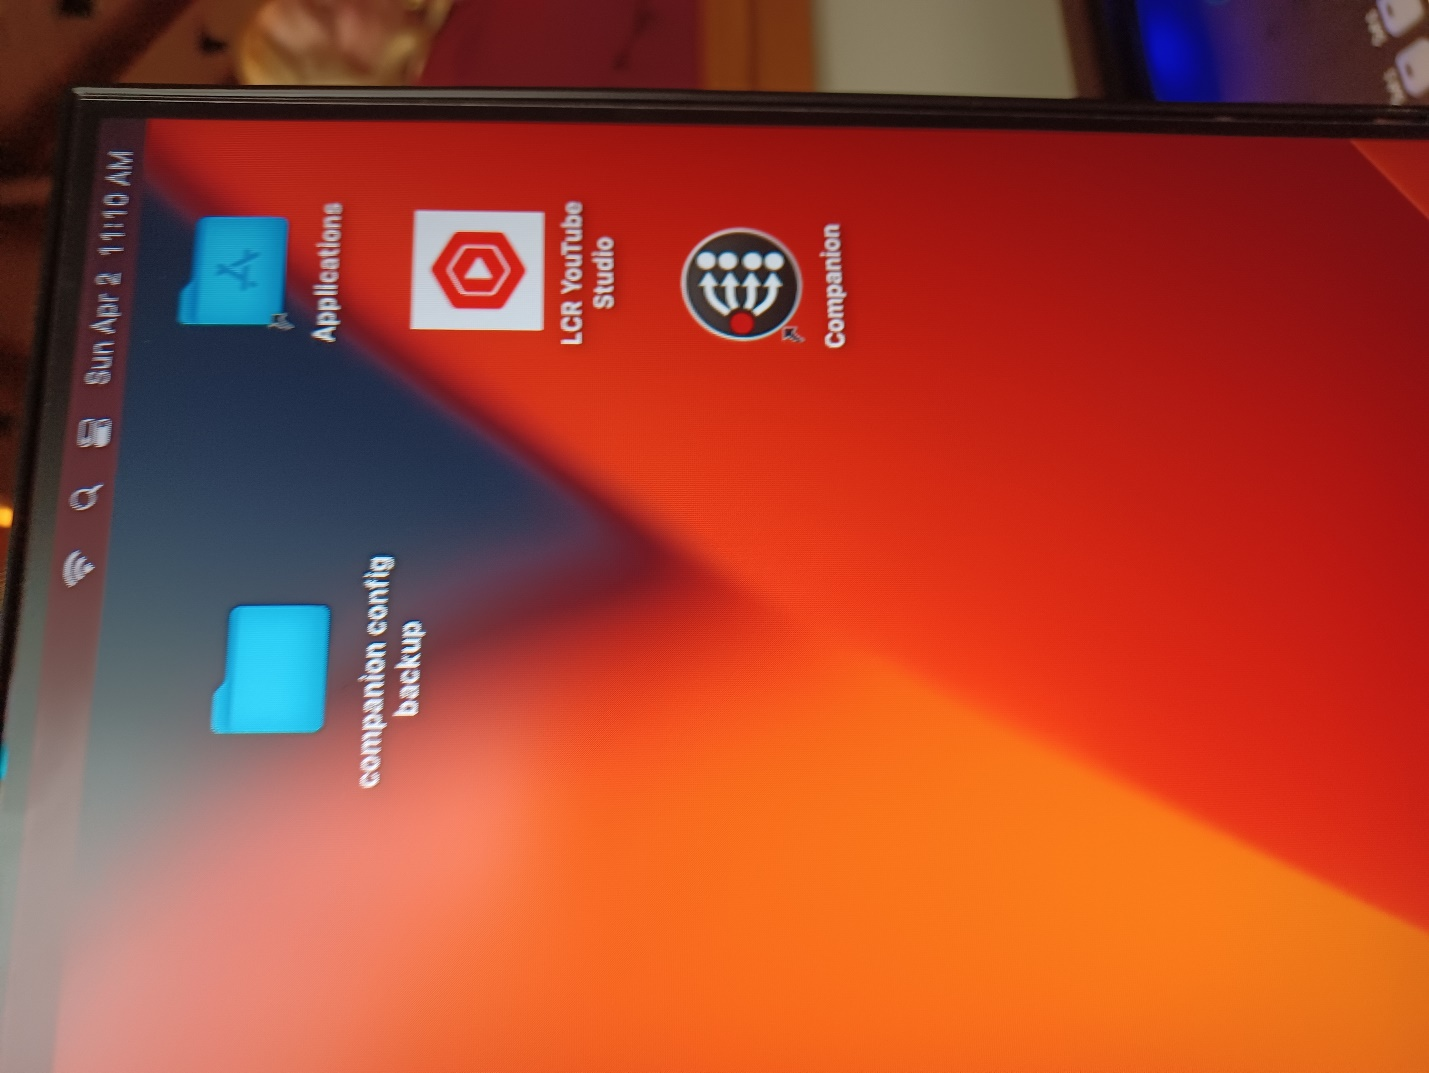 Sun Apr 2 11:10 AM
Applications
LCR YouTube
Studio
Companion
companion config
backup